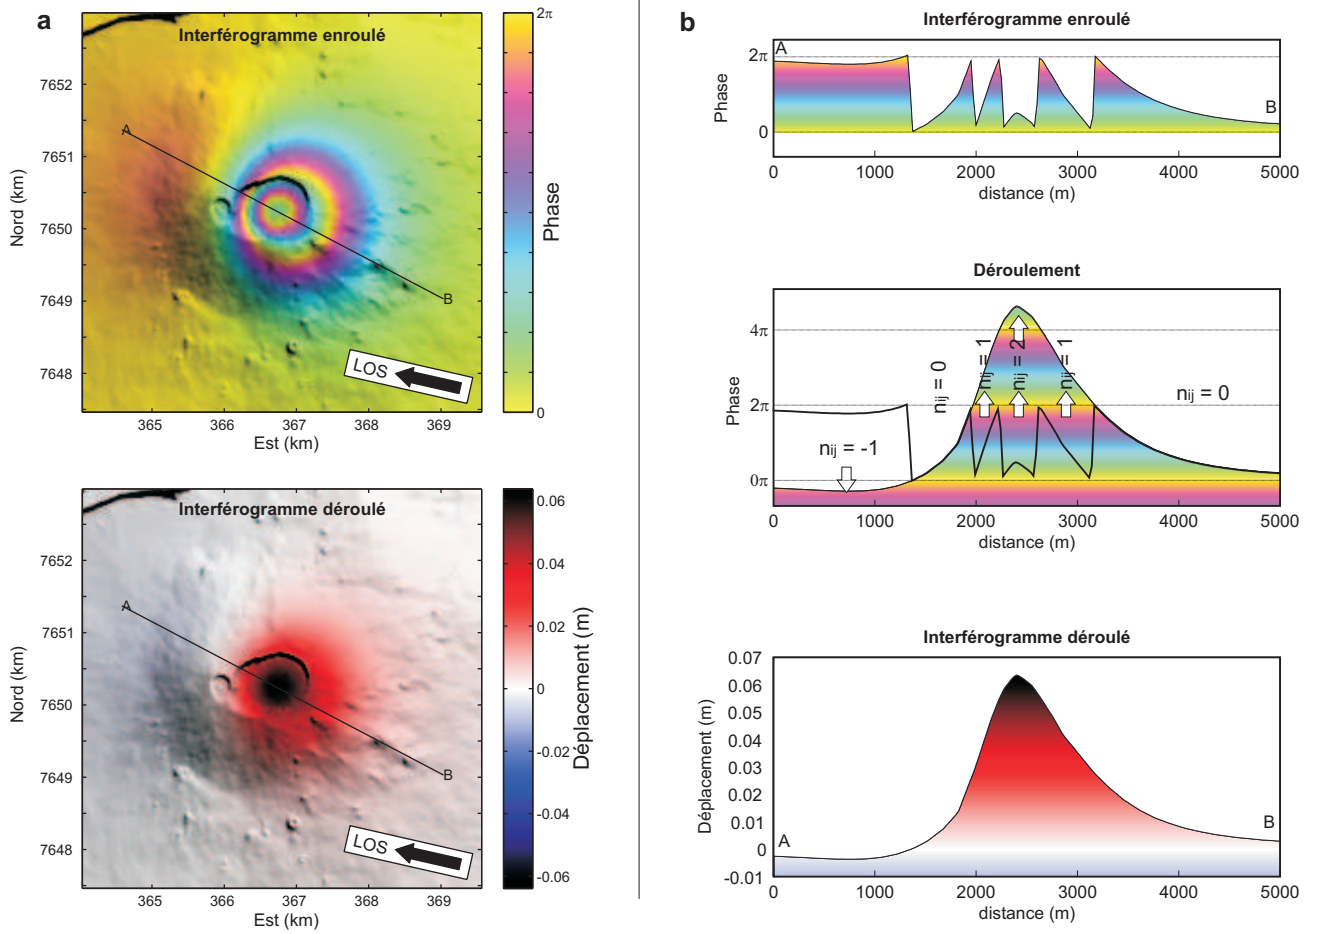 a
Interférogramme enroulé
A
B
LOS
7652
7651
7650
7649
7648
Nord (km)
365
366
367
368
369
Est (km)
2π
0
Phase
Interférogramme déroulé
A
B
LOS
7652
7651
7650
7649
7648
Nord (km)
365
366
367
368
369
Est (km)
0.06
0.04
0.02
0
-0.02
-0.04
-0.06
Déplacement (m)
b
Interférogramme enroulé
2π
0
Phase
A
B
0
1000
2000
3000
4000
5000
distance (m)
Déroulement
4π
2π
0π
Phase
nij = -1
nij = 0
nij = 1
nij = 2
nij = 1
nij = 0
0
1000
2000
3000
4000
5000
distance (m)
Interférogramme déroulé
0.07
0.06
0.05
0.04
0.03
0.02
0.01
0
-0.01
Déplacement (m)
A
B
0
1000
2000
3000
4000
5000
distance (m)